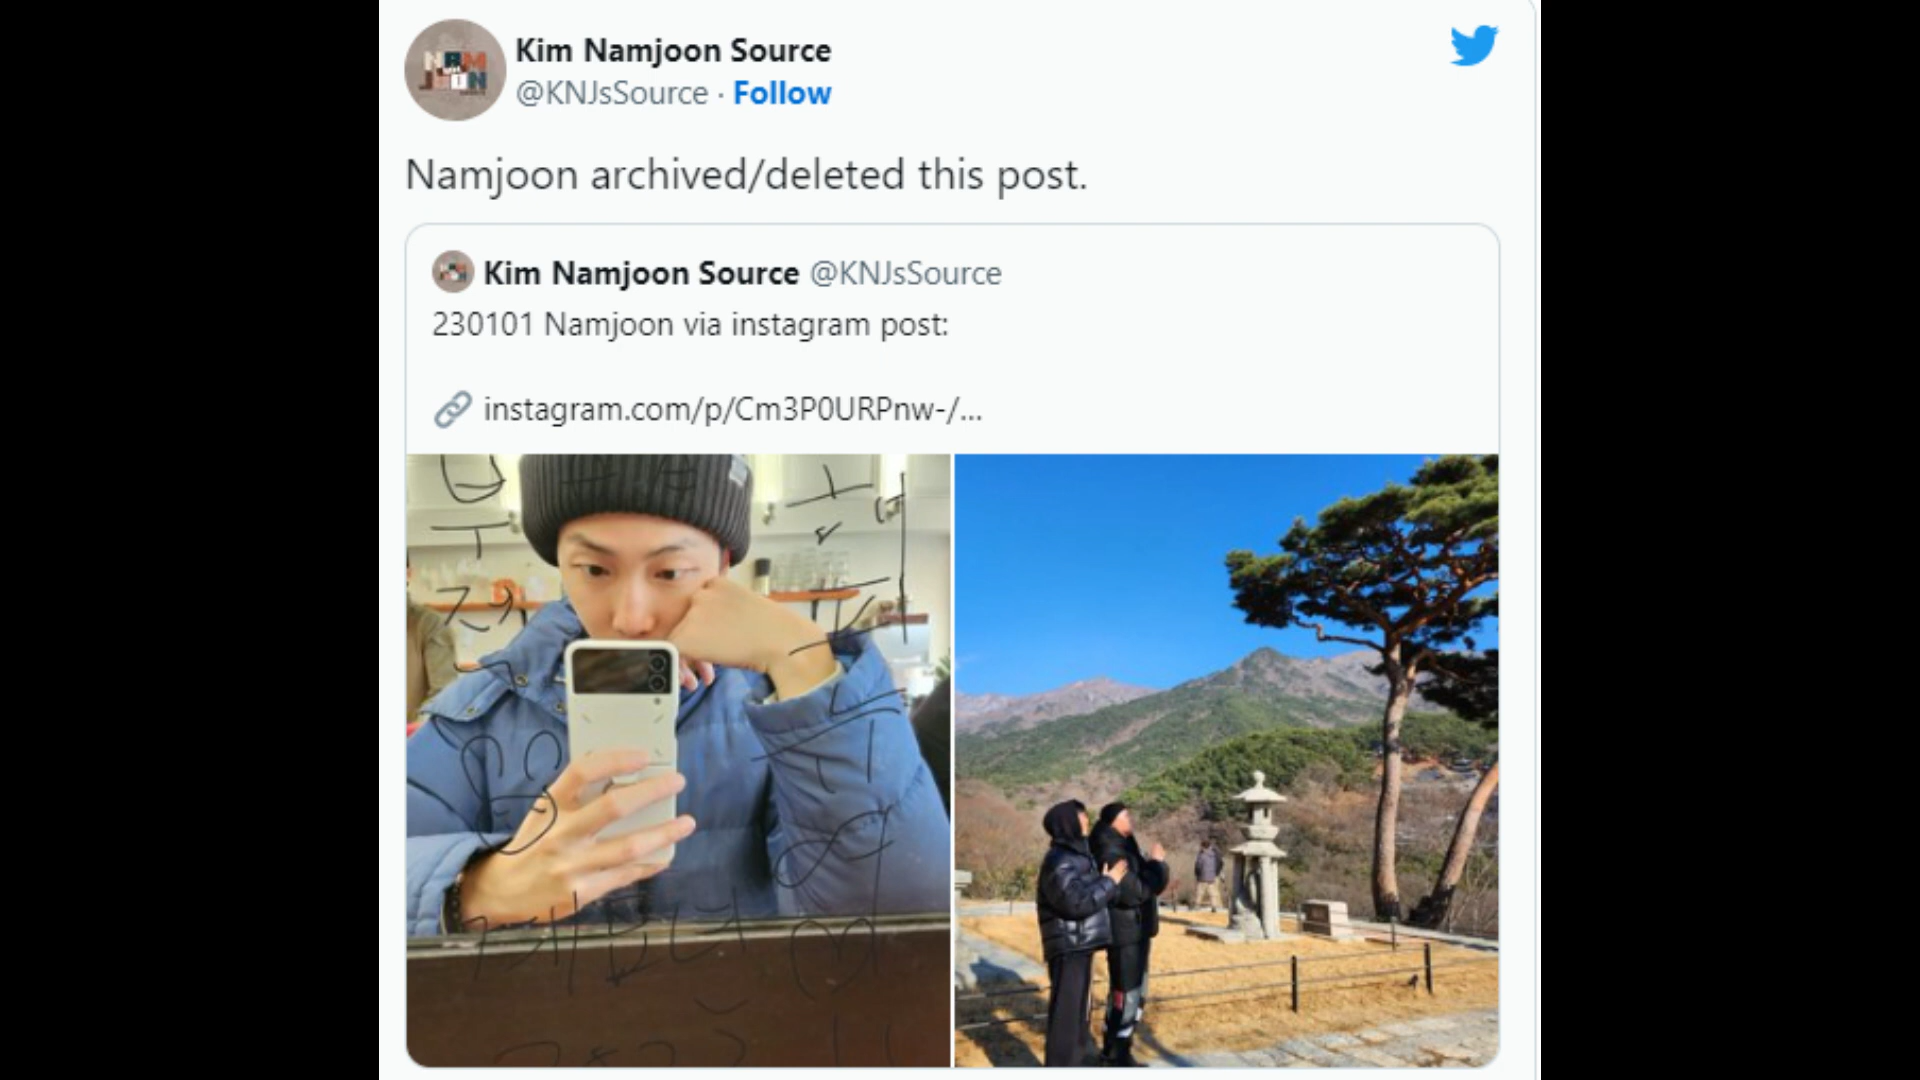 Kim Namjoon Source
@KNJsSource · Follow
Namjoon archived/deleted this post.
Kim Namjoon Source @KNJsSource
230101 Namjoon via instagram post:
🔗 instagram.com/p/Cm3P0URPnw-/...